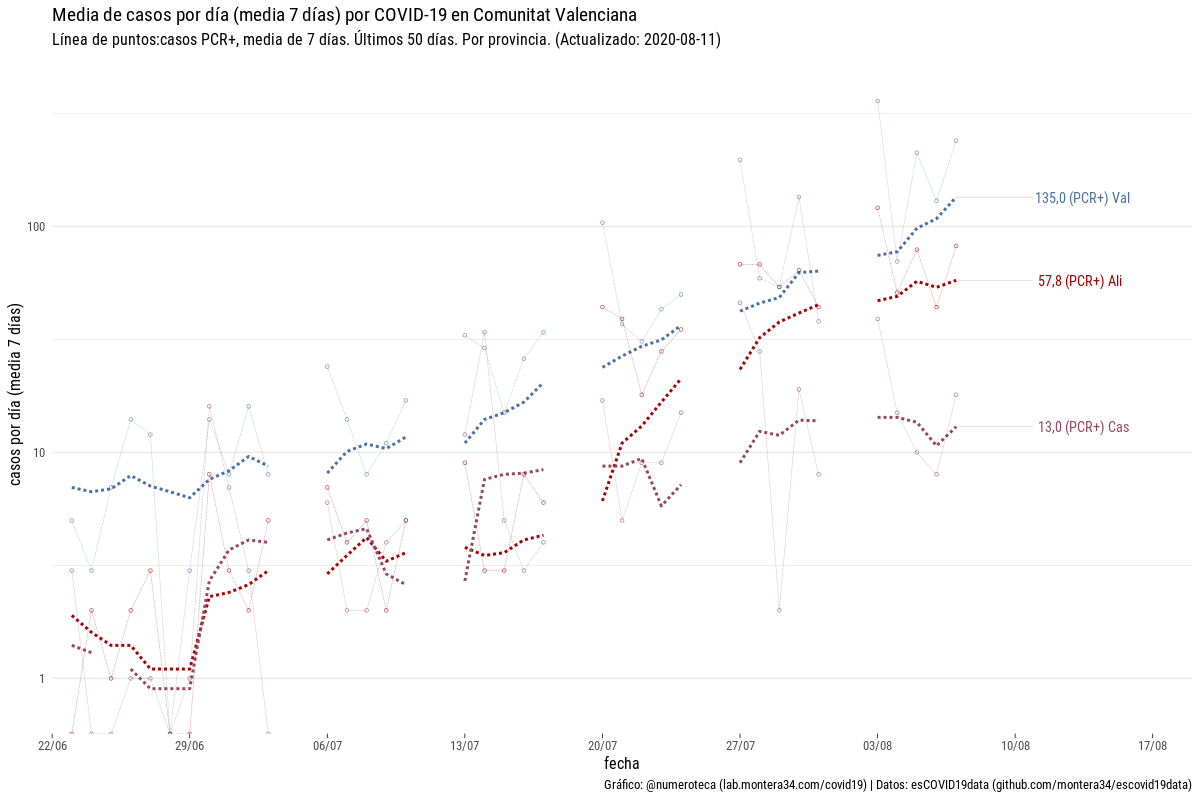 Media de casos por día (media 7 días) por COVID-19 en Comunitat Valenciana
Línea de puntos:casos PCR+, media de 7 días. Últimos 50 días. Por provincia. (Actualizado: 2020-08-11)
casos por día (media 7 días)
100
10
1
135,0 (PCR+) Val
57,8 (PCR+) Ali
13,0 (PCR+) Cas
22/06
29/06
06/07
13/07
20/07
27/07
03/08
10/08
17/08
fecha
Gráfico: @numeroteca (lab.montera34.com/covid19) | Datos: esCOVID19data (github.com/montera34/escovid19data)